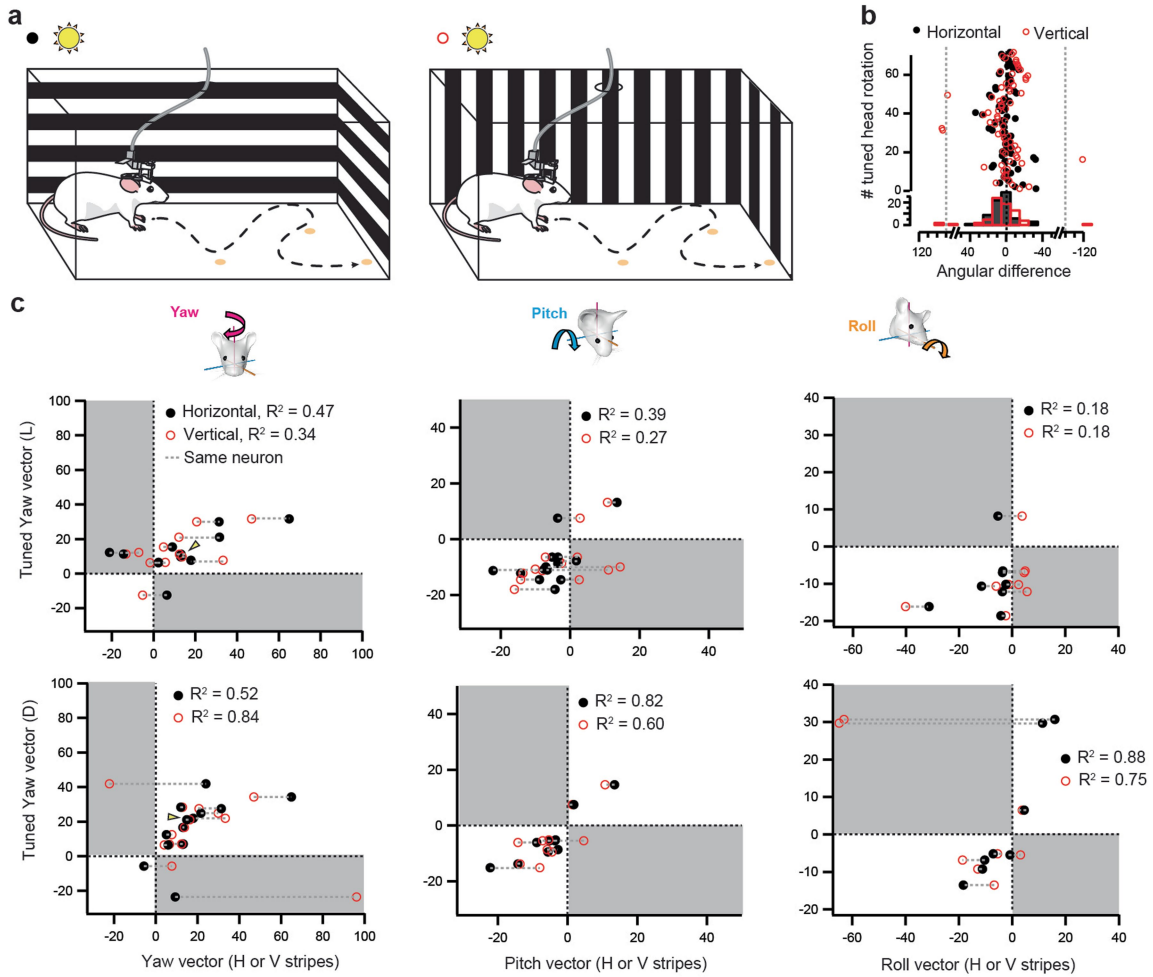 a
b
Horizontal
Vertical
# tuned head rotation
60
40
20
0
20
0
120
40
0
-40
-120
Angular difference
c
Yaw
Pitch
Roll
Tuned Yaw vector (L)
100
80
60
40
20
0
-20
Horizontal, R² = 0.47
Vertical, R² = 0.34
Same neuron
-20
0
20
40
60
80
100
40
20
0
-20
R² = 0.39
R² = 0.27
-20
0
20
40
40
30
20
10
0
-10
-20
R² = 0.18
R² = 0.18
-60
-40
-20
0
20
40
Tuned Yaw vector (D)
100
80
60
40
20
0
-20
R² = 0.52
R² = 0.84
-20
0
20
40
60
80
100
Yaw vector (H or V stripes)
40
20
0
-20
R² = 0.82
R² = 0.60
-20
0
20
40
Pitch vector (H or V stripes)
40
30
20
10
0
-10
-20
R² = 0.88
R² = 0.75
-60
-40
-20
0
20
40
Roll vector (H or V stripes)